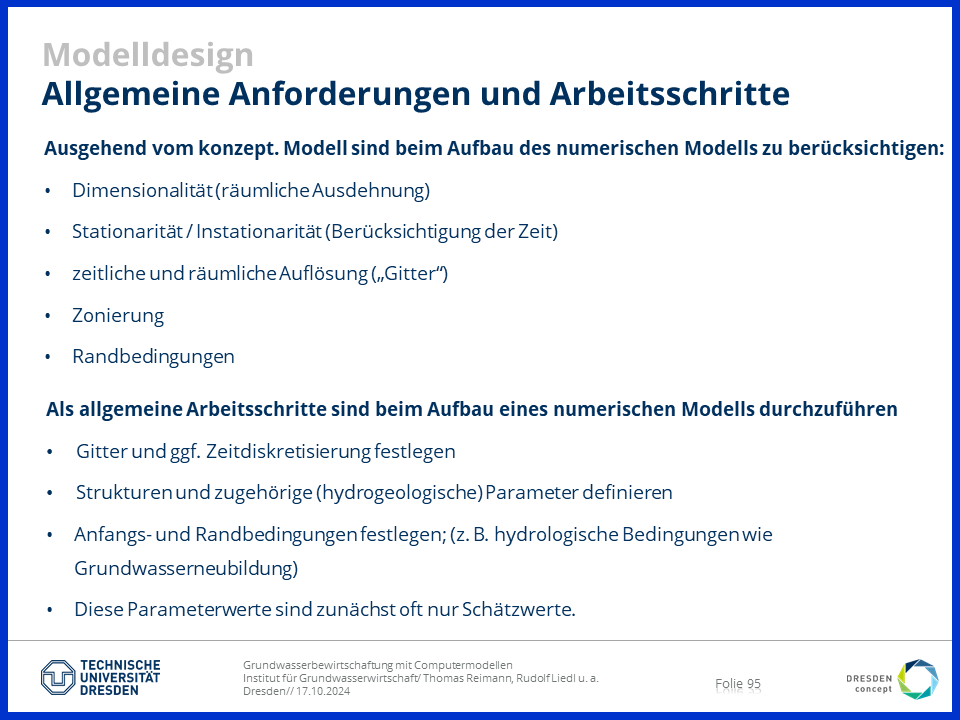 Modelldesign
Allgemeine Anforderungen und Arbeitsschritte
Ausgehend vom konzept. Modell sind beim Aufbau des numerischen Modells zu berücksichtigen:
• Dimensionalität (räumliche Ausdehnung)
• Stationarität / Instationarität (Berücksichtigung der Zeit)
• zeitliche und räumliche Auflösung („Gitter“)
• Zonierung
• Randbedingungen
Als allgemeine Arbeitsschritte sind beim Aufbau eines numerischen Modells durchzuführen
• Gitter und ggf. Zeitdiskretisierung festlegen
• Strukturen und zugehörige (hydrogeologische) Parameter definieren
• Anfangs- und Randbedingungen festlegen; (z. B. hydrologische Bedingungen wie
Grundwasserneubildung)
• Diese Parameterwerte sind zunächst oft nur Schätzwerte.
TECHNISCHE
UNIVERSITÄT
DRESDEN
Grundwasserbewirtschaftung mit Computermodellen
Institut für Grundwasserwirtschaft/ Thomas Reimann, Rudolf Liedl u. a.
Dresden// 17.10.2024
Folie 95
DRESDEN
concept